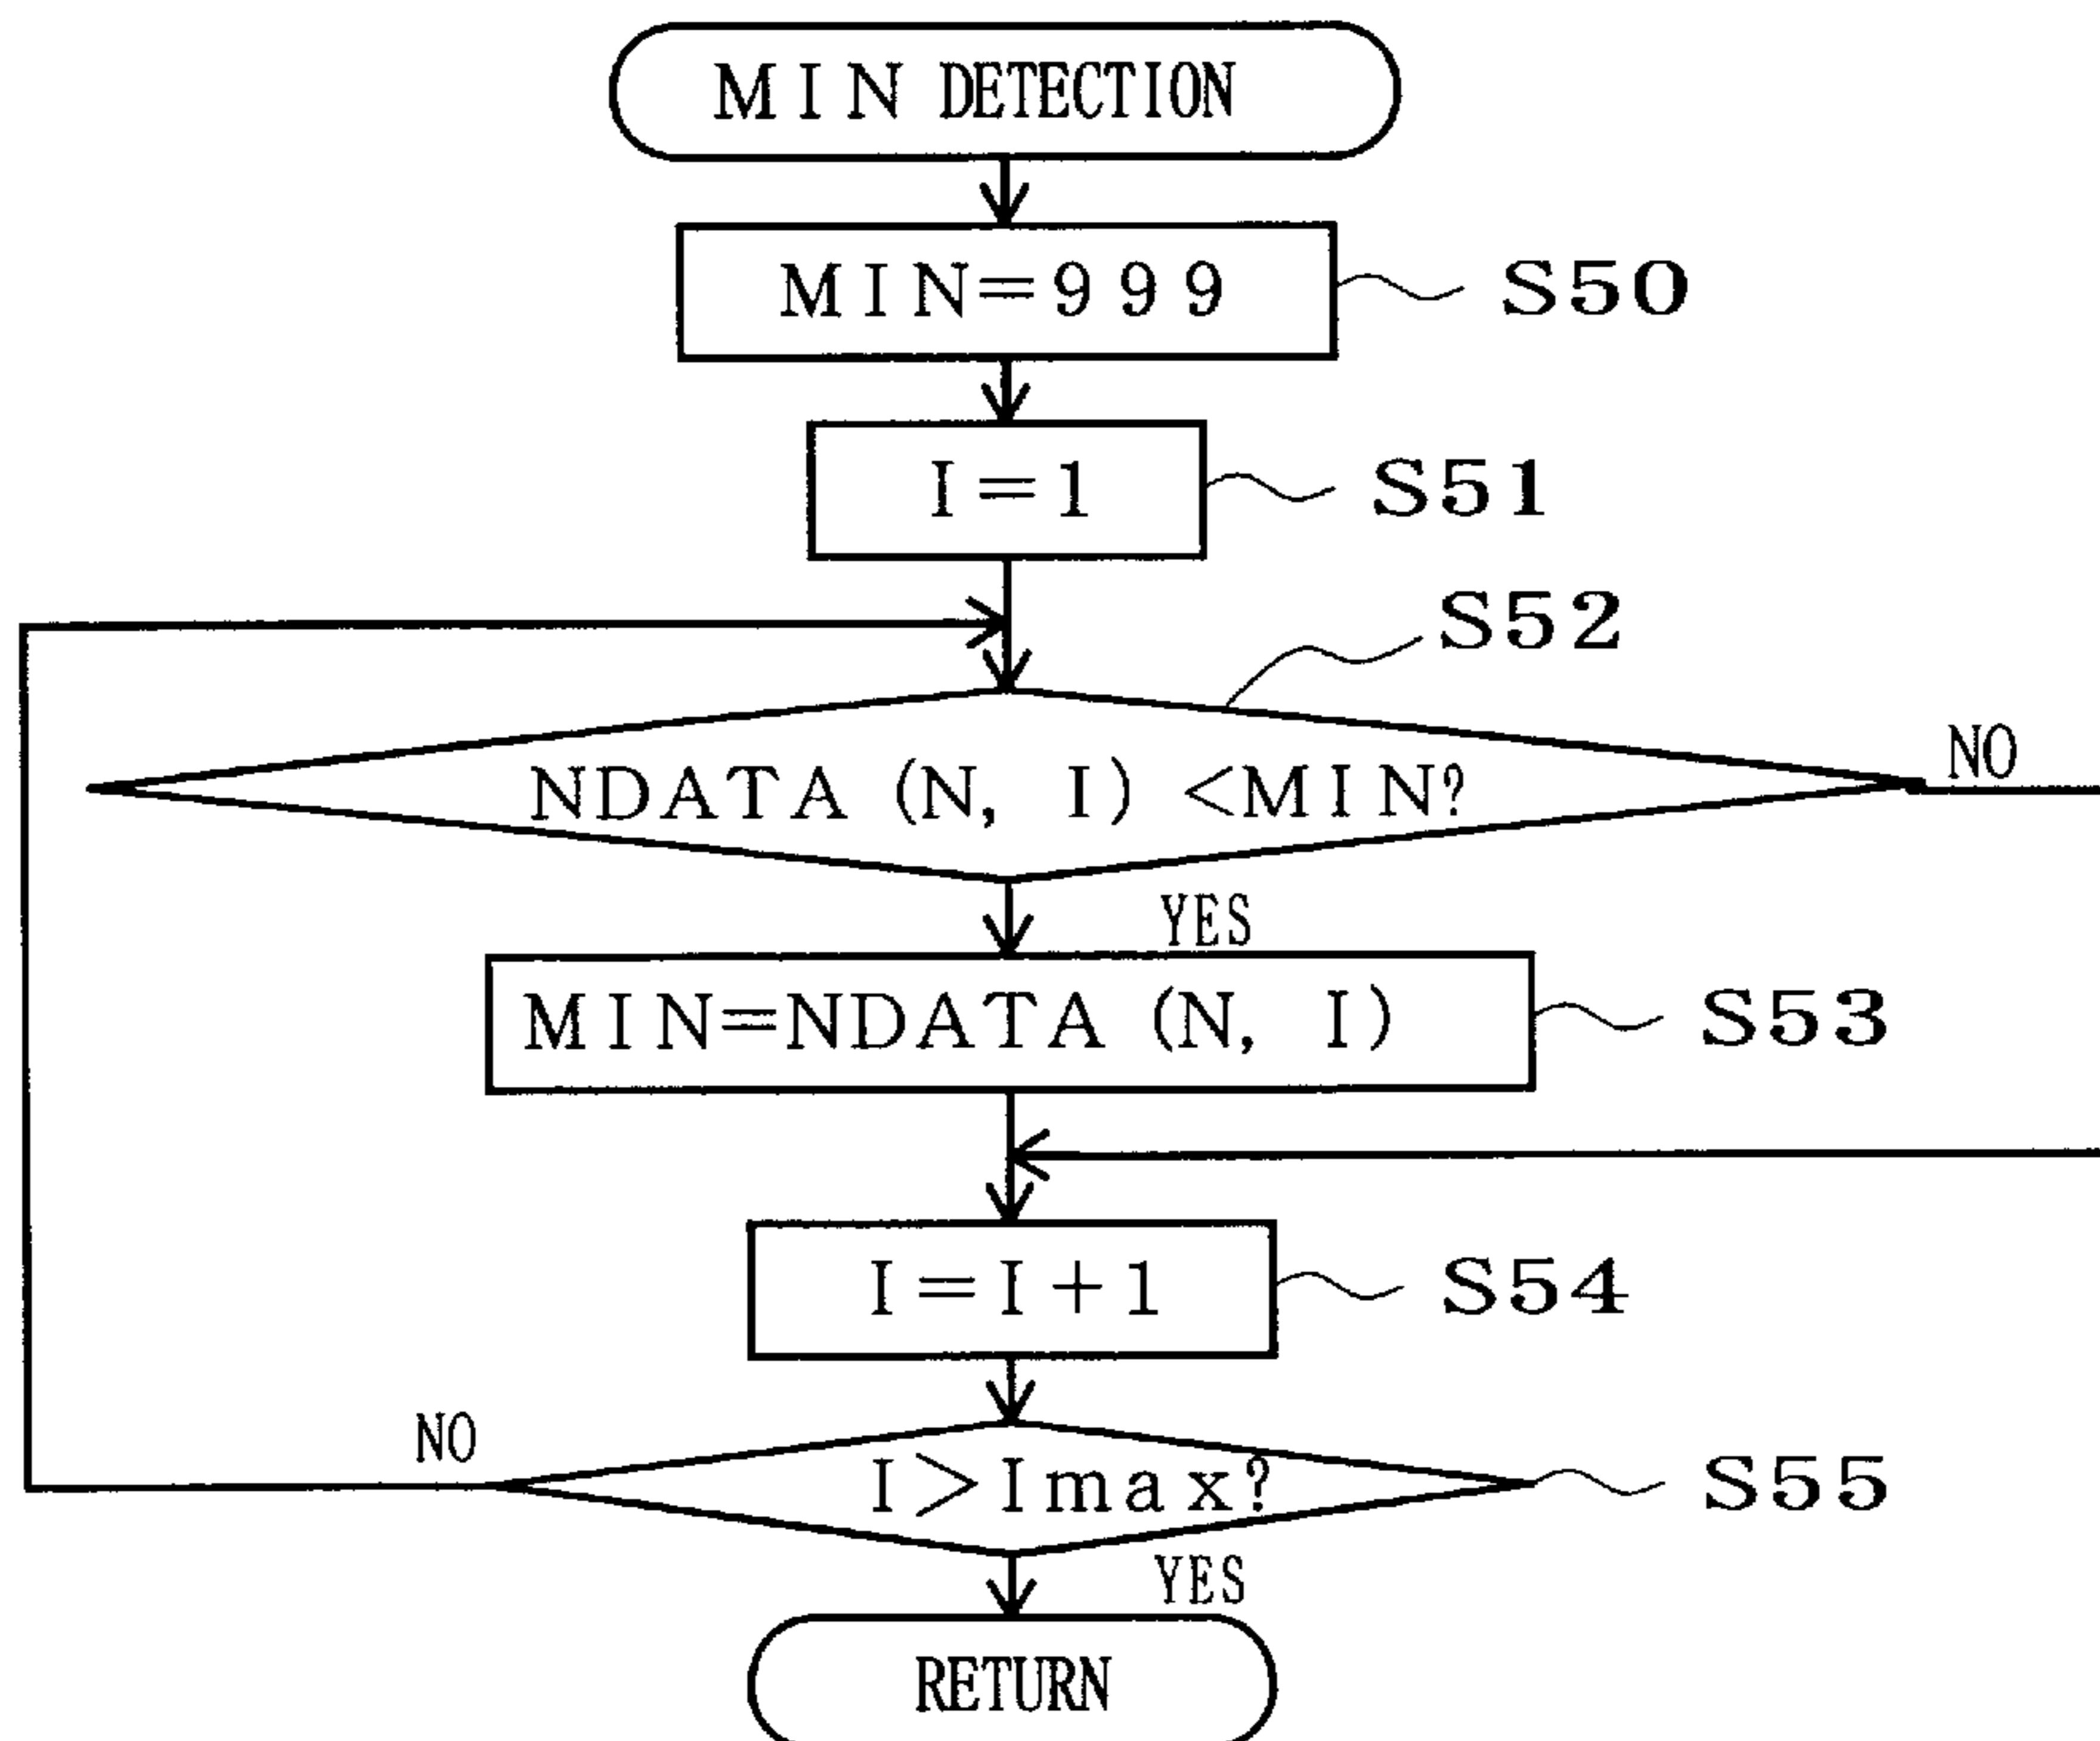 MIN DETECTION
MIN=999 S50
I=1 S51
S52
NDATA (N, I) <MIN? NO
YES
MIN=NDATA (N, I) S53
I=I+1 S54
NO
I>Imax? S55
YES
RETURN